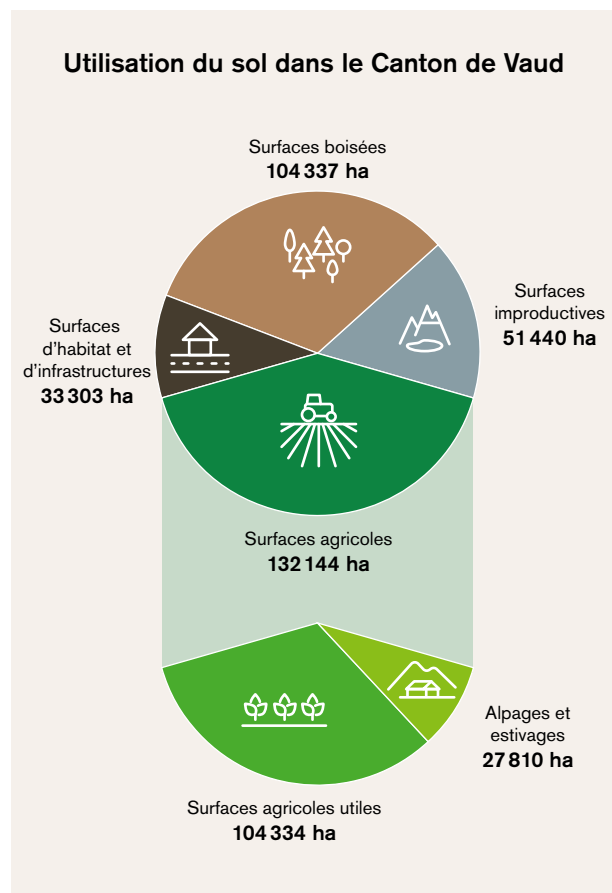 Utilisation du sol dans le Canton de Vaud
Surfaces boisées
104 337 ha
Surfaces
improductives
51 440 ha
Surfaces
d'habitat et
d'infrastructures
33 303 ha
Surfaces agricoles
132 144 ha
Alpages et
estivages
27 810 ha
Surfaces agricoles utiles
104 334 ha